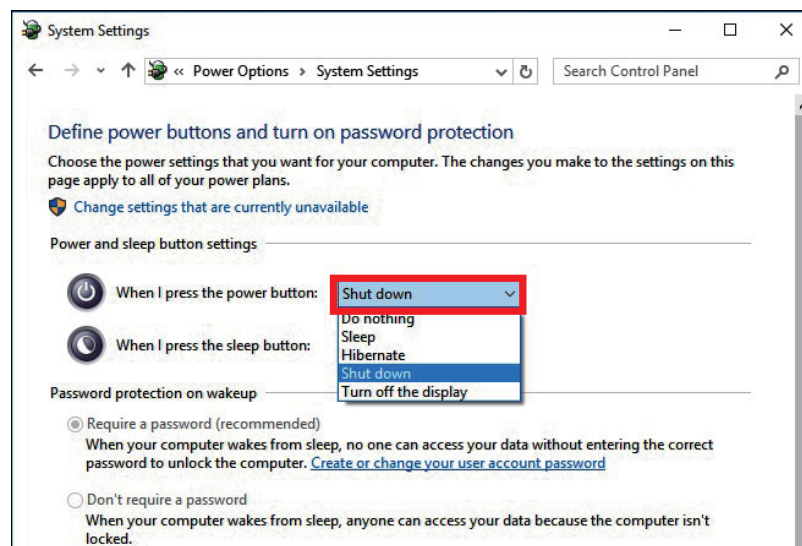 System Settings
« Power Options › System Settings
Search Control Panel
Define power buttons and turn on password protection
Choose the power settings that you want for your computer. The changes you make to the settings on this
page apply to all of your power plans.
Change settings that are currently unavailable
Power and sleep button settings
When I press the power button:
Shut down
Do nothing
Sleep
When I press the sleep button:
Hibernate
Shut down
Turn off the display
Password protection on wakeup
Require a password (recommended)
When your computer wakes from sleep, no one can access your data without entering the correct
password to unlock the computer. Create or change your user account password
Don't require a password
When your computer wakes from sleep, anyone can access your data because the computer isn't
locked.